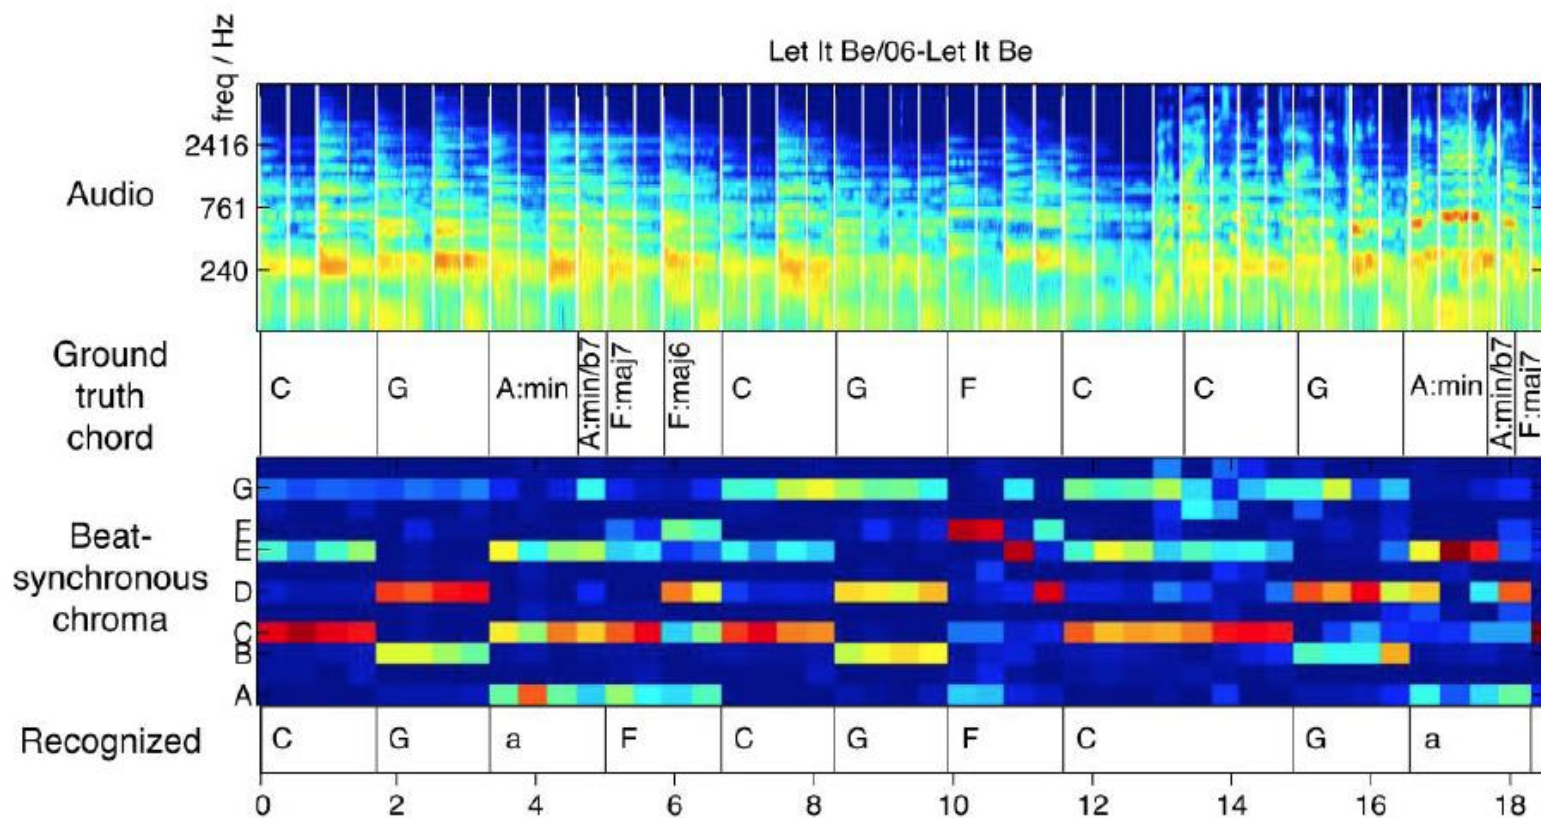 Let It Be/06-Let It Be
freq / Hz
2416
761
240
Audio
Ground
truth
chord
C G A:min A:min/b7 F:maj7 F:maj6 C G F C C G A:min A:min/b7 F:maj7
Beat-
synchronous
chroma
G
F
E
D
C
B
A
Recognized
C G a F C G F C G a
0 2 4 6 8 10 12 14 16 18